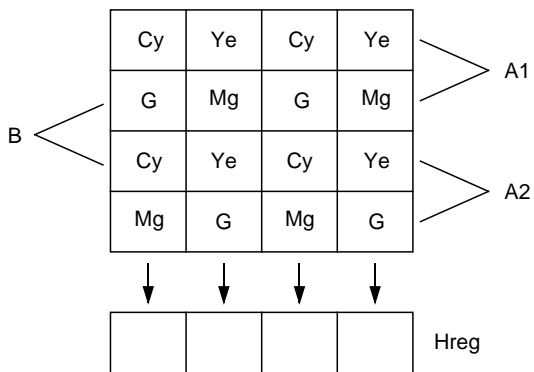 Cy Ye Cy Ye
A1
G Mg G Mg
B
Cy Ye Cy Ye
A2
Mg G Mg G
Hreg